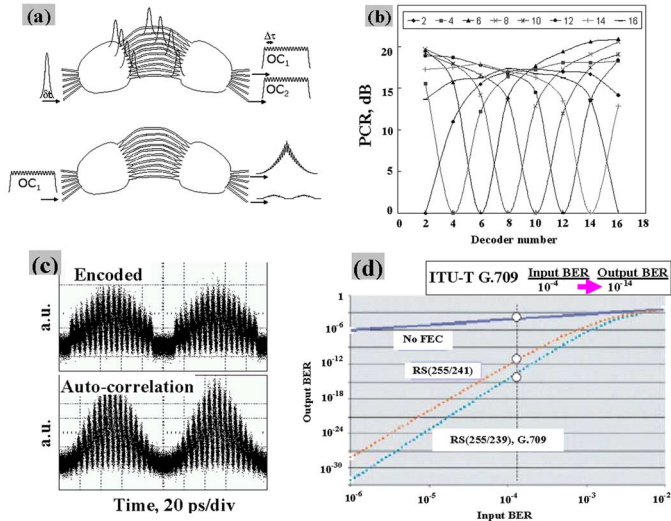 (a)
δt
Δτ
OC1
OC2
OC1
(b)
2 4 6 8 10 12 14 16
PCR, dB
20
15
10
5
0
0 2 4 6 8 10 12 14 16 18
Decoder number
(c)
Encoded
a.u.
Auto-correlation
a.u.
Time, 20 ps/div
(d)
ITU-T G.709 Input BER Output BER
10-4 10-14
1
10-6
10-12
10-18
10-24
10-30
Output BER
No FEC
RS(255/241)
RS(255/239), G.709
10-6 10-5 10-4 10-3 10-2
Input BER